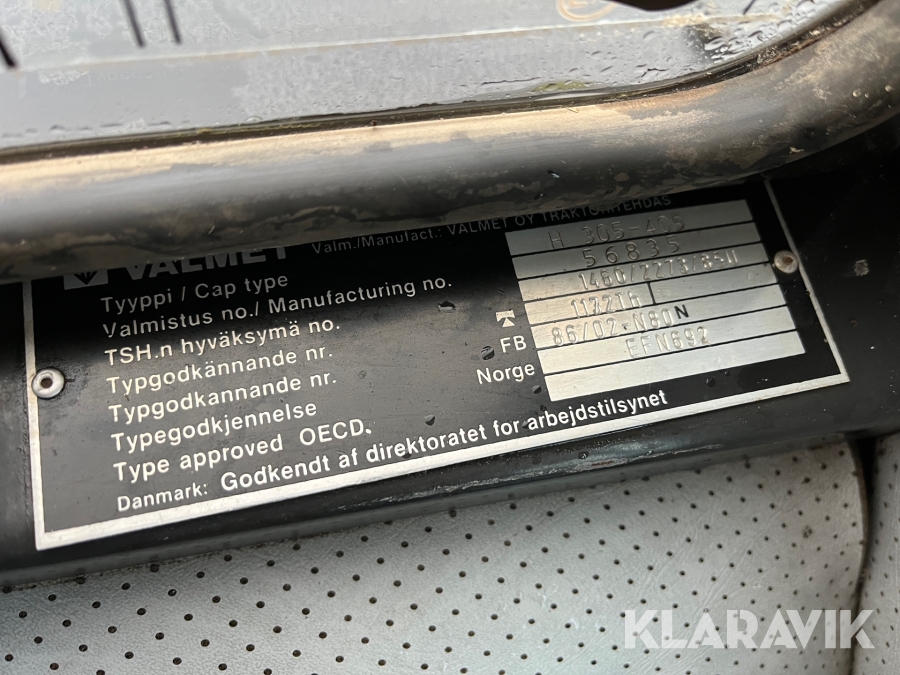 VALMET Valm./Manufact.: VALMET OY TRAKTORITEHDAS
Tyyppi / Cap type H 305-405
Valmistus no./ Manufacturing no. 56835
TSH.n hyväksymä no. 1460/2273/85U
Typgodkännande nr. 1172Th
Typgodkannande nr. FB 86/02-N80N
Typegodkjennelse Norge EFN692
Type approved OECD.
Danmark: Godkendt af direktoratet for arbejdstilsynet
KLARAVIK